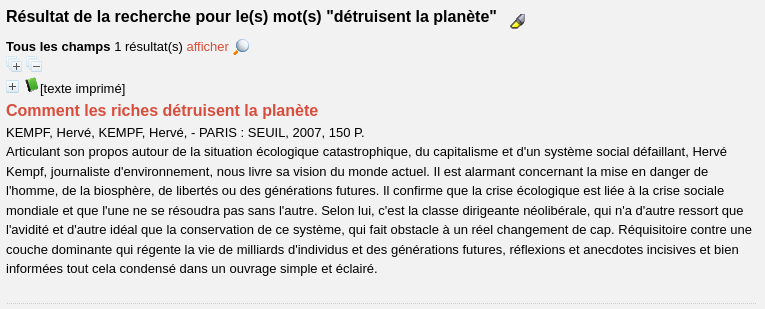 Résultat de la recherche pour le(s) mot(s) "détruisent la planète"
Tous les champs 1 résultat(s) afficher
[texte imprimé]
Comment les riches détruisent la planète
KEMPF, Hervé, KEMPF, Hervé, - PARIS : SEUIL, 2007, 150 P.
Articulant son propos autour de la situation écologique catastrophique, du capitalisme et d'un système social défaillant, Hervé
Kempf, journaliste d'environnement, nous livre sa vision du monde actuel. Il est alarmant concernant la mise en danger de
l'homme, de la biosphère, de libertés ou des générations futures. Il confirme que la crise écologique est liée à la crise sociale
mondiale et que l'une ne se résoudra pas sans l'autre. Selon lui, c'est la classe dirigeante néolibérale, qui n'a d'autre ressort que
l'avidité et d'autre idéal que la conservation de ce système, qui fait obstacle à un réel changement de cap. Réquisitoire contre une
couche dominante qui régente la vie de milliards d'individus et des générations futures, réflexions et anecdotes incisives et bien
informées tout cela condensé dans un ouvrage simple et éclairé.